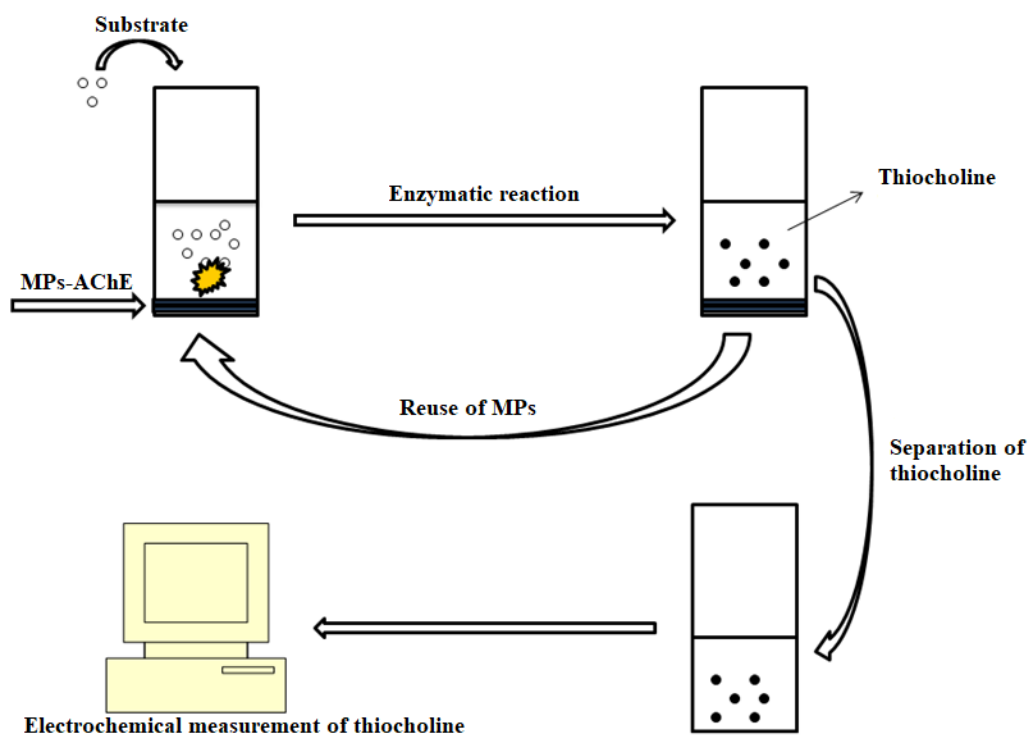 Substrate
Enzymatic reaction
Thiocholine
MPs-AChE
Reuse of MPs
Separation of
thiocholine
Electrochemical measurement of thiocholine